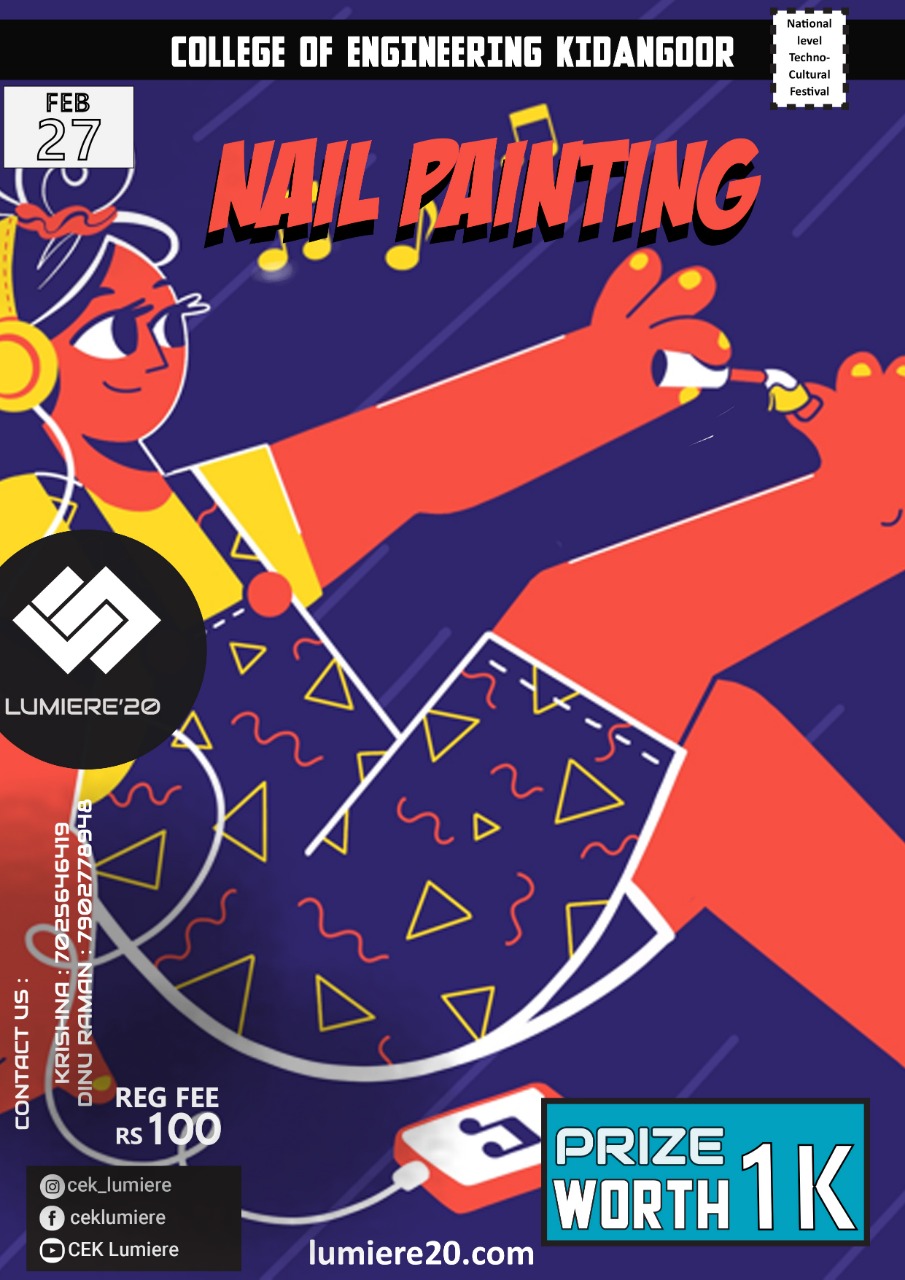 COLLEGE OF ENGINEERING KIDANGOOR
National
level
Techno-
Cultural
Festival
FEB
27
NAIL PAINTING
LUMIERE'20
CONTACT US :
KRISHNA : 7025646419
DINU RAMAN : 7902778948
REG FEE
RS 100
cek_lumiere
ceklumiere
CEK Lumiere
PRIZE
WORTH 1K
lumiere20.com